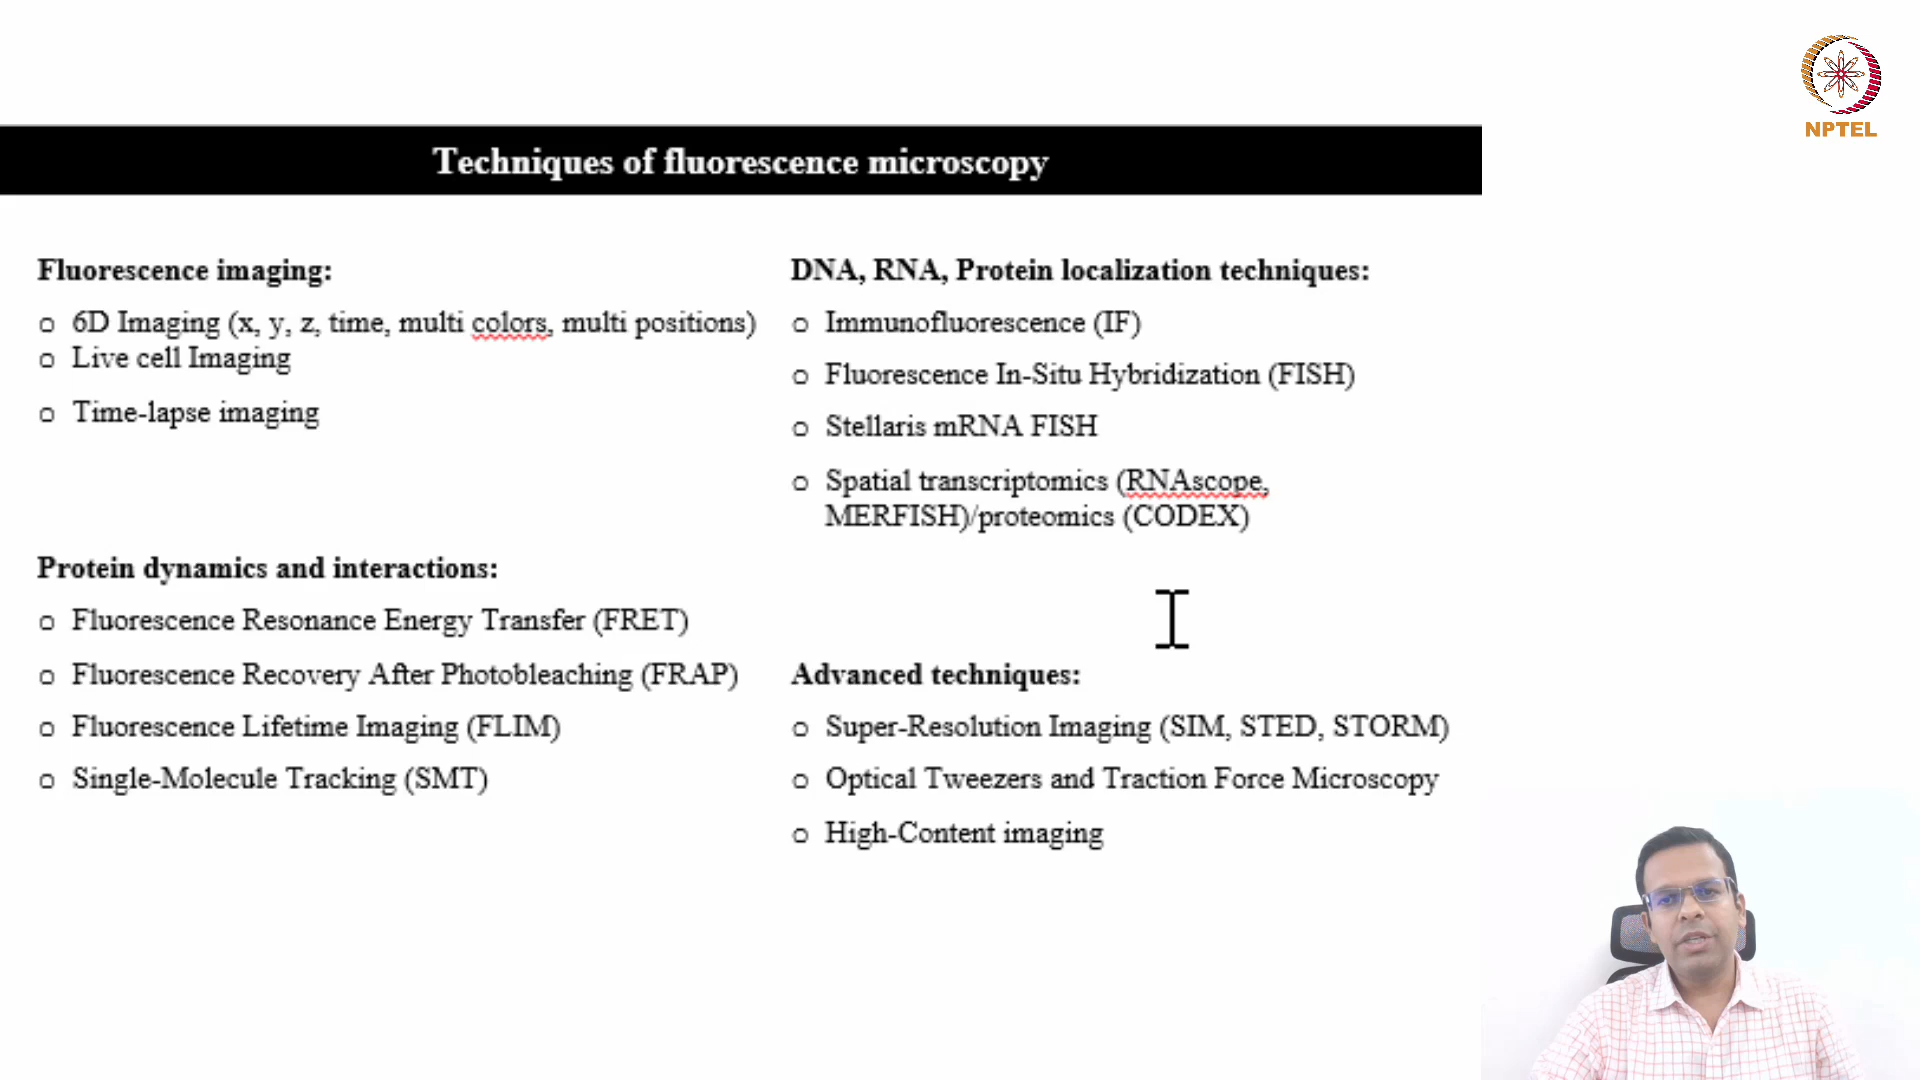 NPTEL
Techniques of fluorescence microscopy
Fluorescence imaging:
o 6D Imaging (x, y, z, time, multi colors, multi positions)
o Live cell Imaging
o Time-lapse imaging
Protein dynamics and interactions:
o Fluorescence Resonance Energy Transfer (FRET)
o Fluorescence Recovery After Photobleaching (FRAP)
o Fluorescence Lifetime Imaging (FLIM)
o Single-Molecule Tracking (SMT)
DNA, RNA, Protein localization techniques:
o Immunofluorescence (IF)
o Fluorescence In-Situ Hybridization (FISH)
o Stellaris mRNA FISH
o Spatial transcriptomics (RNAscope,
MERFISH)/proteomics (CODEX)
Advanced techniques:
o Super-Resolution Imaging (SIM, STED, STORM)
o Optical Tweezers and Traction Force Microscopy
o High-Content imaging